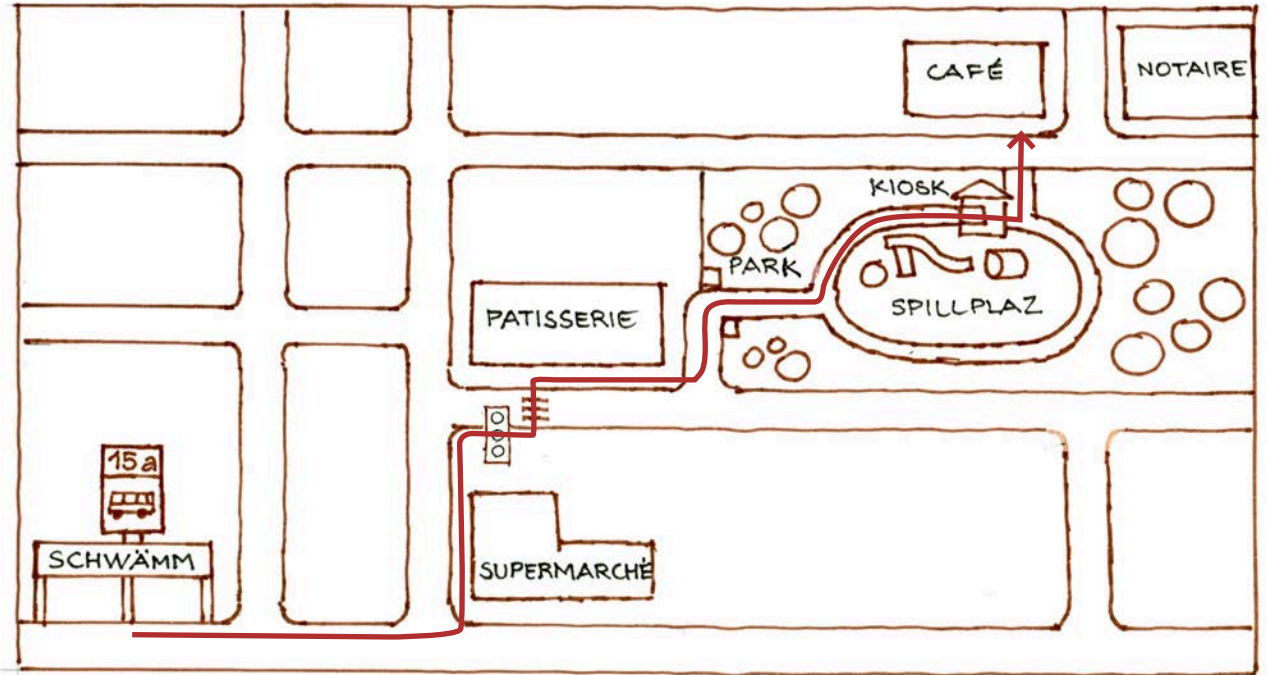 CAFÉ
NOTAIRE
KIOSK
PARK
SPILLPLAZ
PATISSERIE
15a
SCHWÄMM
SUPERMARCHÉ